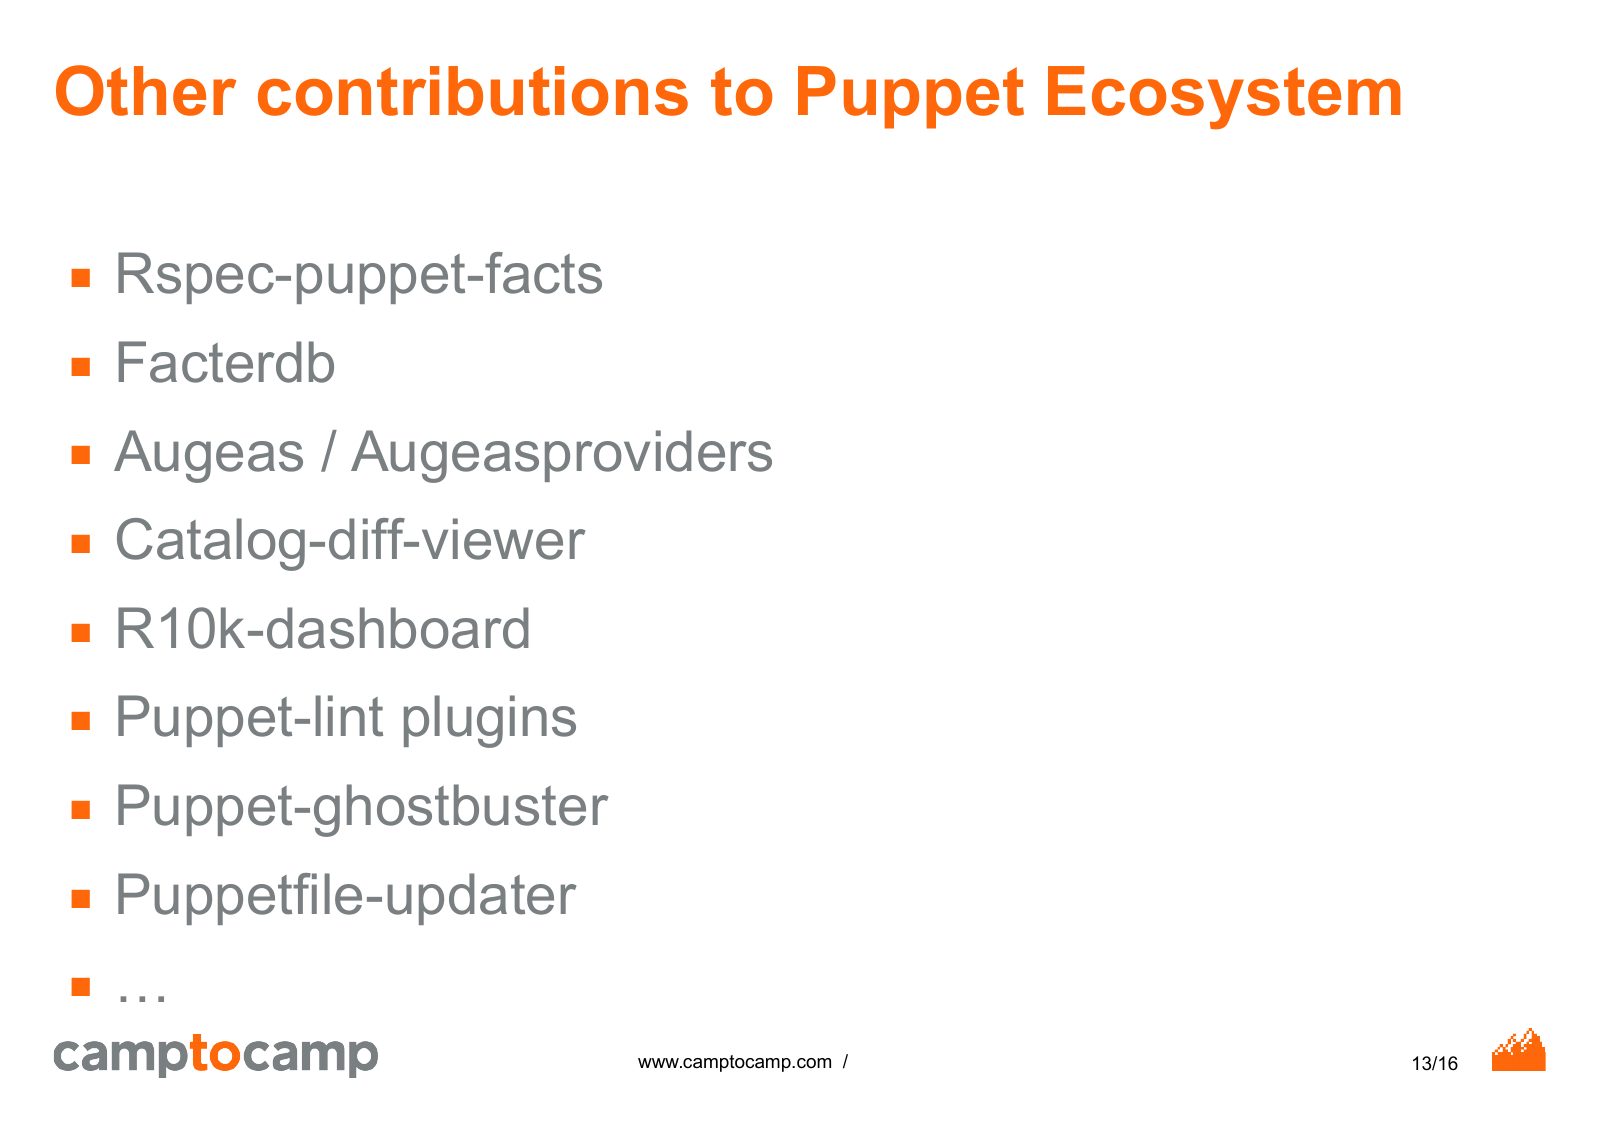 Other contributions to Puppet Ecosystem
Rspec-puppet-facts
Facterdb
Augeas / Augeasproviders
Catalog-diff-viewer
R10k-dashboard
Puppet-lint plugins
Puppet-ghostbuster
Puppetfile-updater
…
camptocamp
www.camptocamp.com /
13/16